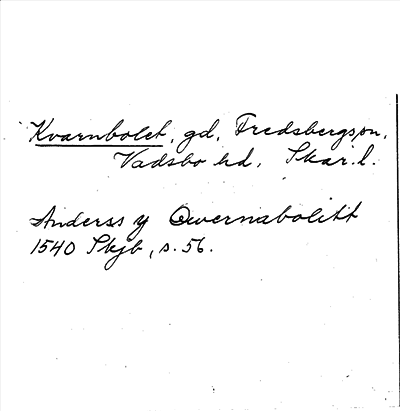 Kvarnbolet, gd, Fredsbergs sn,
Vadsbo hd, Skar. l.
Anderss y Qwernabolitt
1540 Skjb, s. 56.